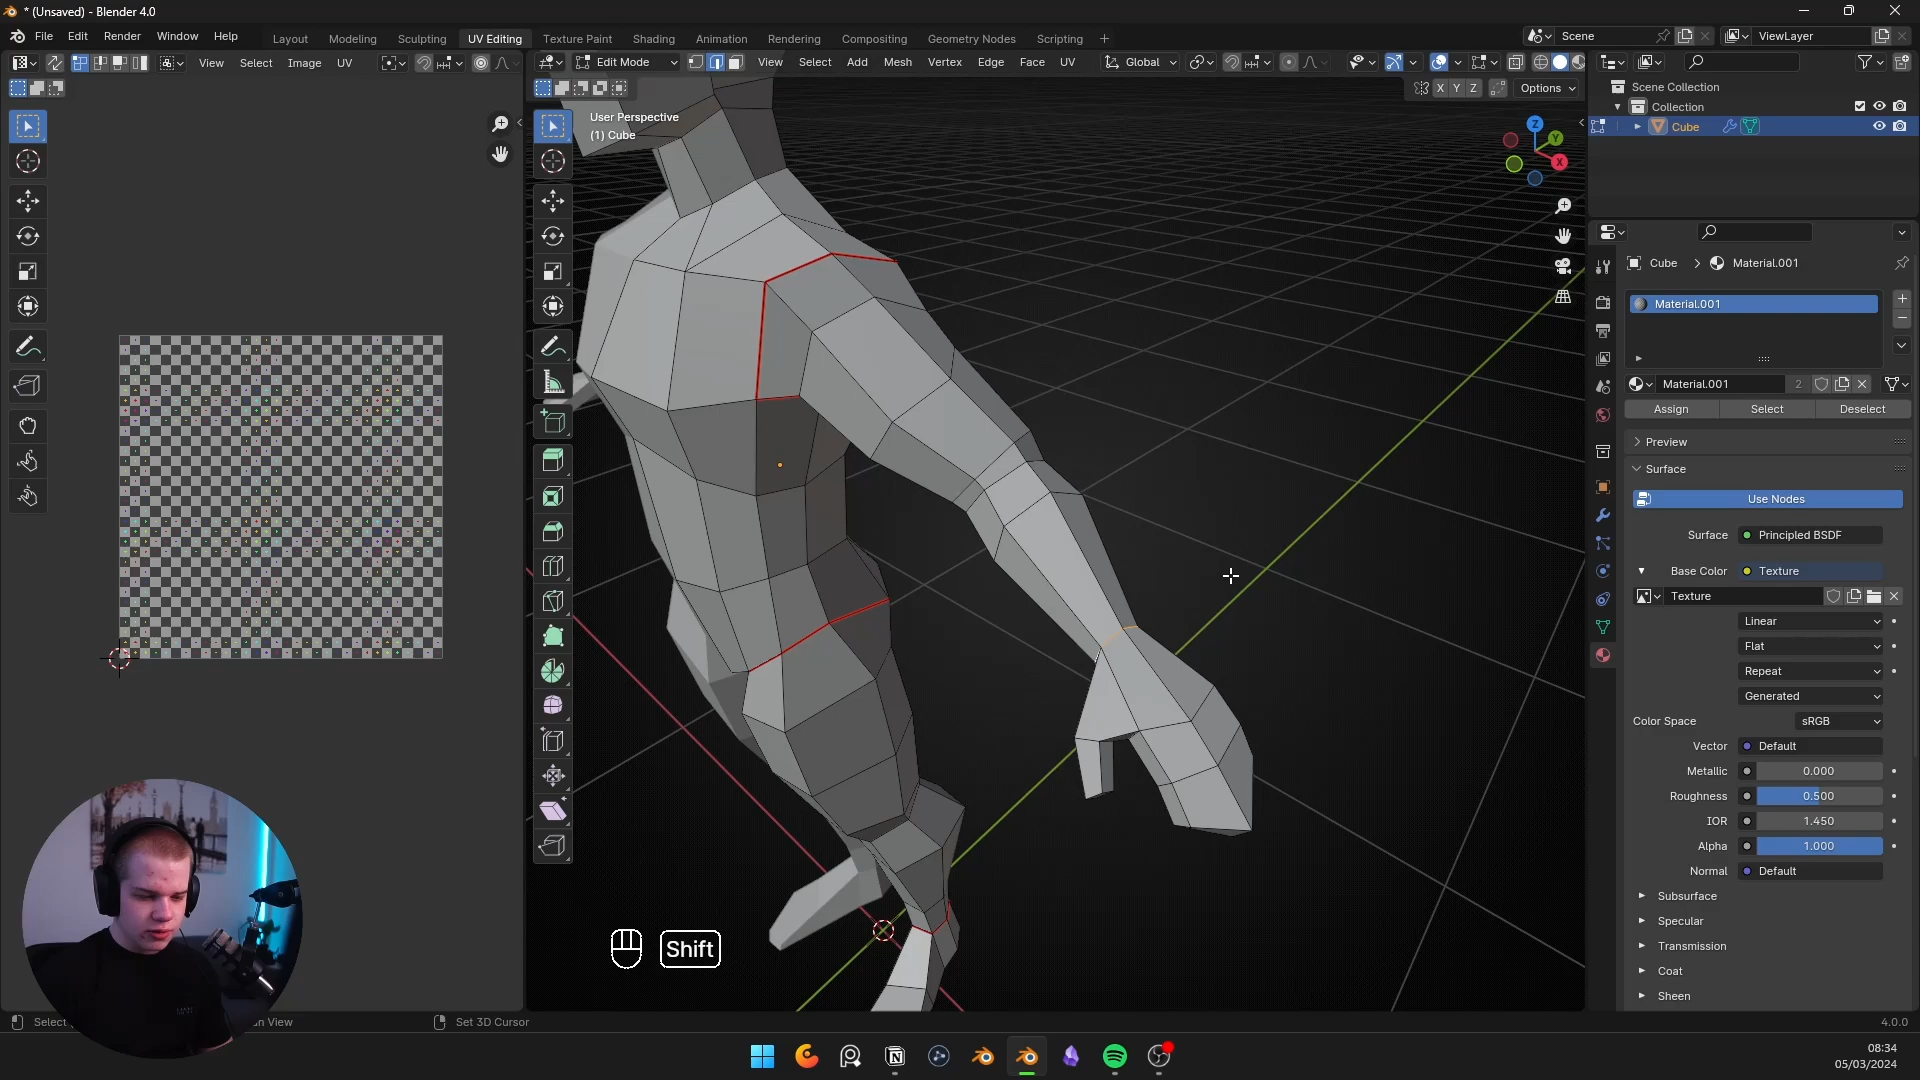 * (Unsaved) - Blender 4.0
File Edit Render Window Help
Layout Modeling Sculpting UV Editing Texture Paint Shading Animation Rendering Compositing Geometry Nodes Scripting +
Scene
ViewLayer
View Select Image UV
Edit Mode
View Select Add Mesh Vertex Edge Face UV
Global
X Y Z
Options
User Perspective
(1) Cube
Z
Y
X
Scene Collection
Collection
Cube
Cube > Material.001
Material.001
Material.001 2
Assign Select Deselect
Preview
Surface
Use Nodes
Surface Principled BSDF
Base Color Texture
Texture
Linear
Flat
Repeat
Generated
Color Space sRGB
Vector Default
Metallic 0.000
Roughness 0.500
IOR 1.450
Alpha 1.000
Normal Default
Subsurface
Specular
Transmission
Coat
Sheen
Shift
Select
View
Set 3D Cursor
4.0.0
08:34
05/03/2024